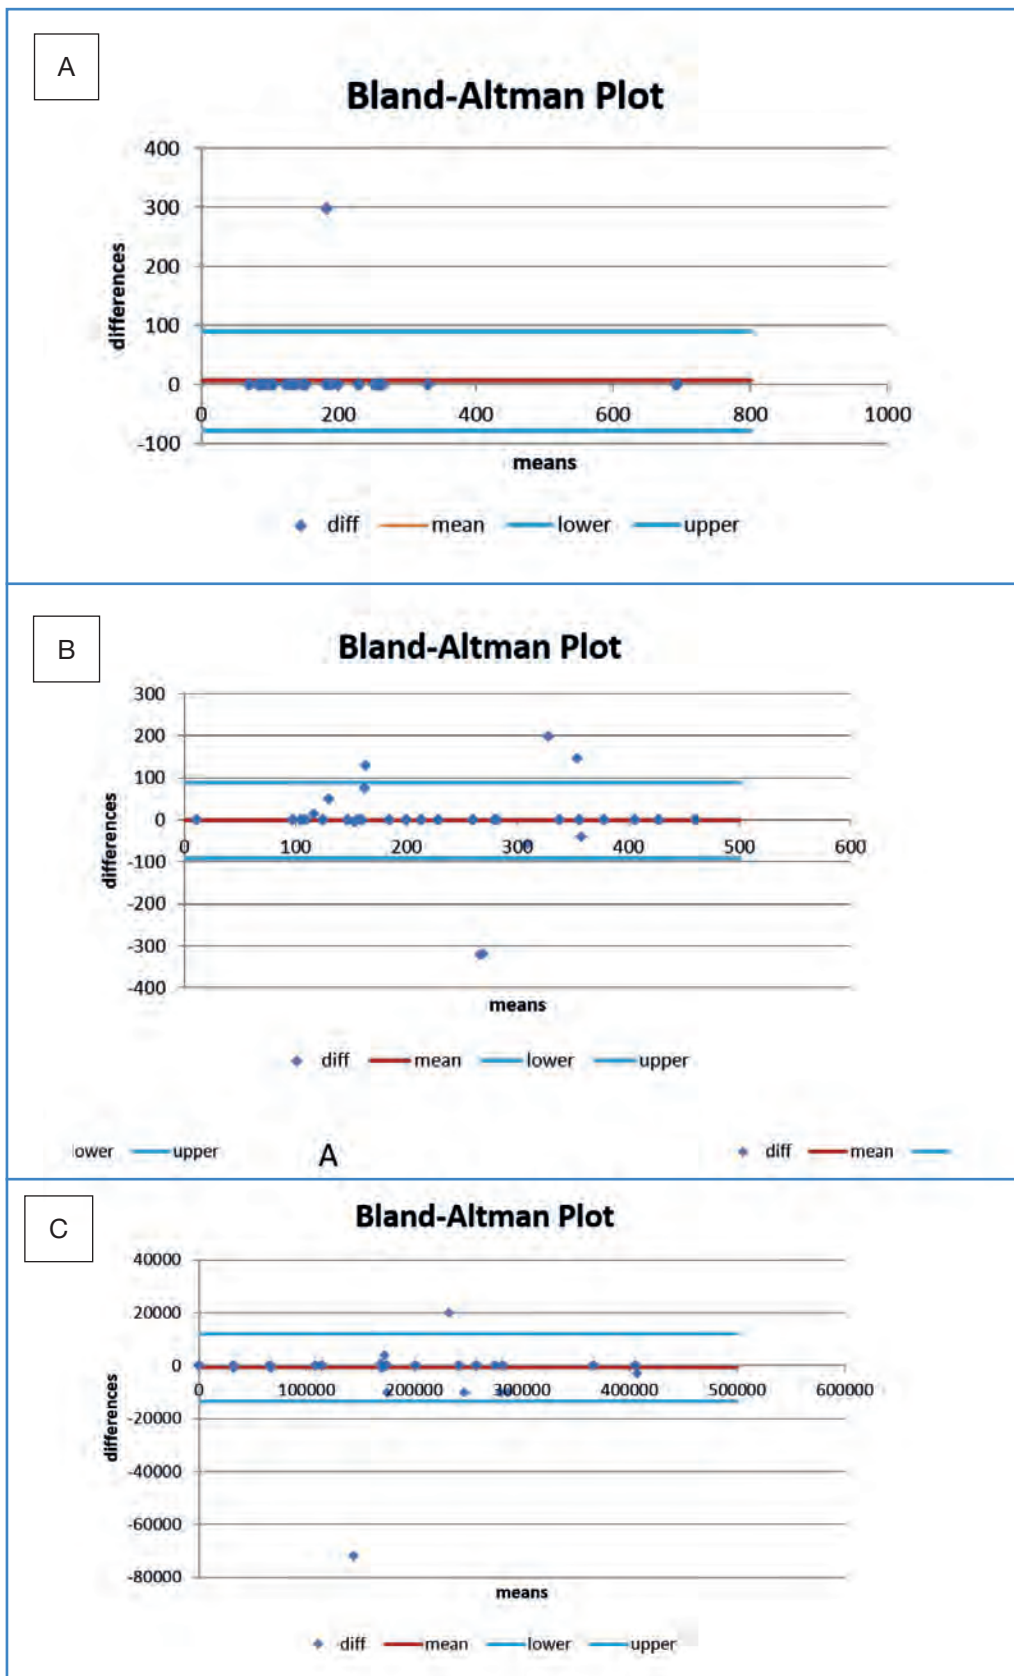 A
Bland-Altman Plot
400
300
200
100
0
-100
differences
0 200 400 600 800 1000
means
diff mean lower upper
B
Bland-Altman Plot
300
200
100
0
-100
-200
-300
-400
differences
0 100 200 300 400 500 600
means
diff mean lower upper
lower upper A diff mean
C
Bland-Altman Plot
40000
20000
0
-20000
-40000
-60000
-80000
differences
0 100000 200000 300000 400000 500000 600000
means
diff mean lower upper